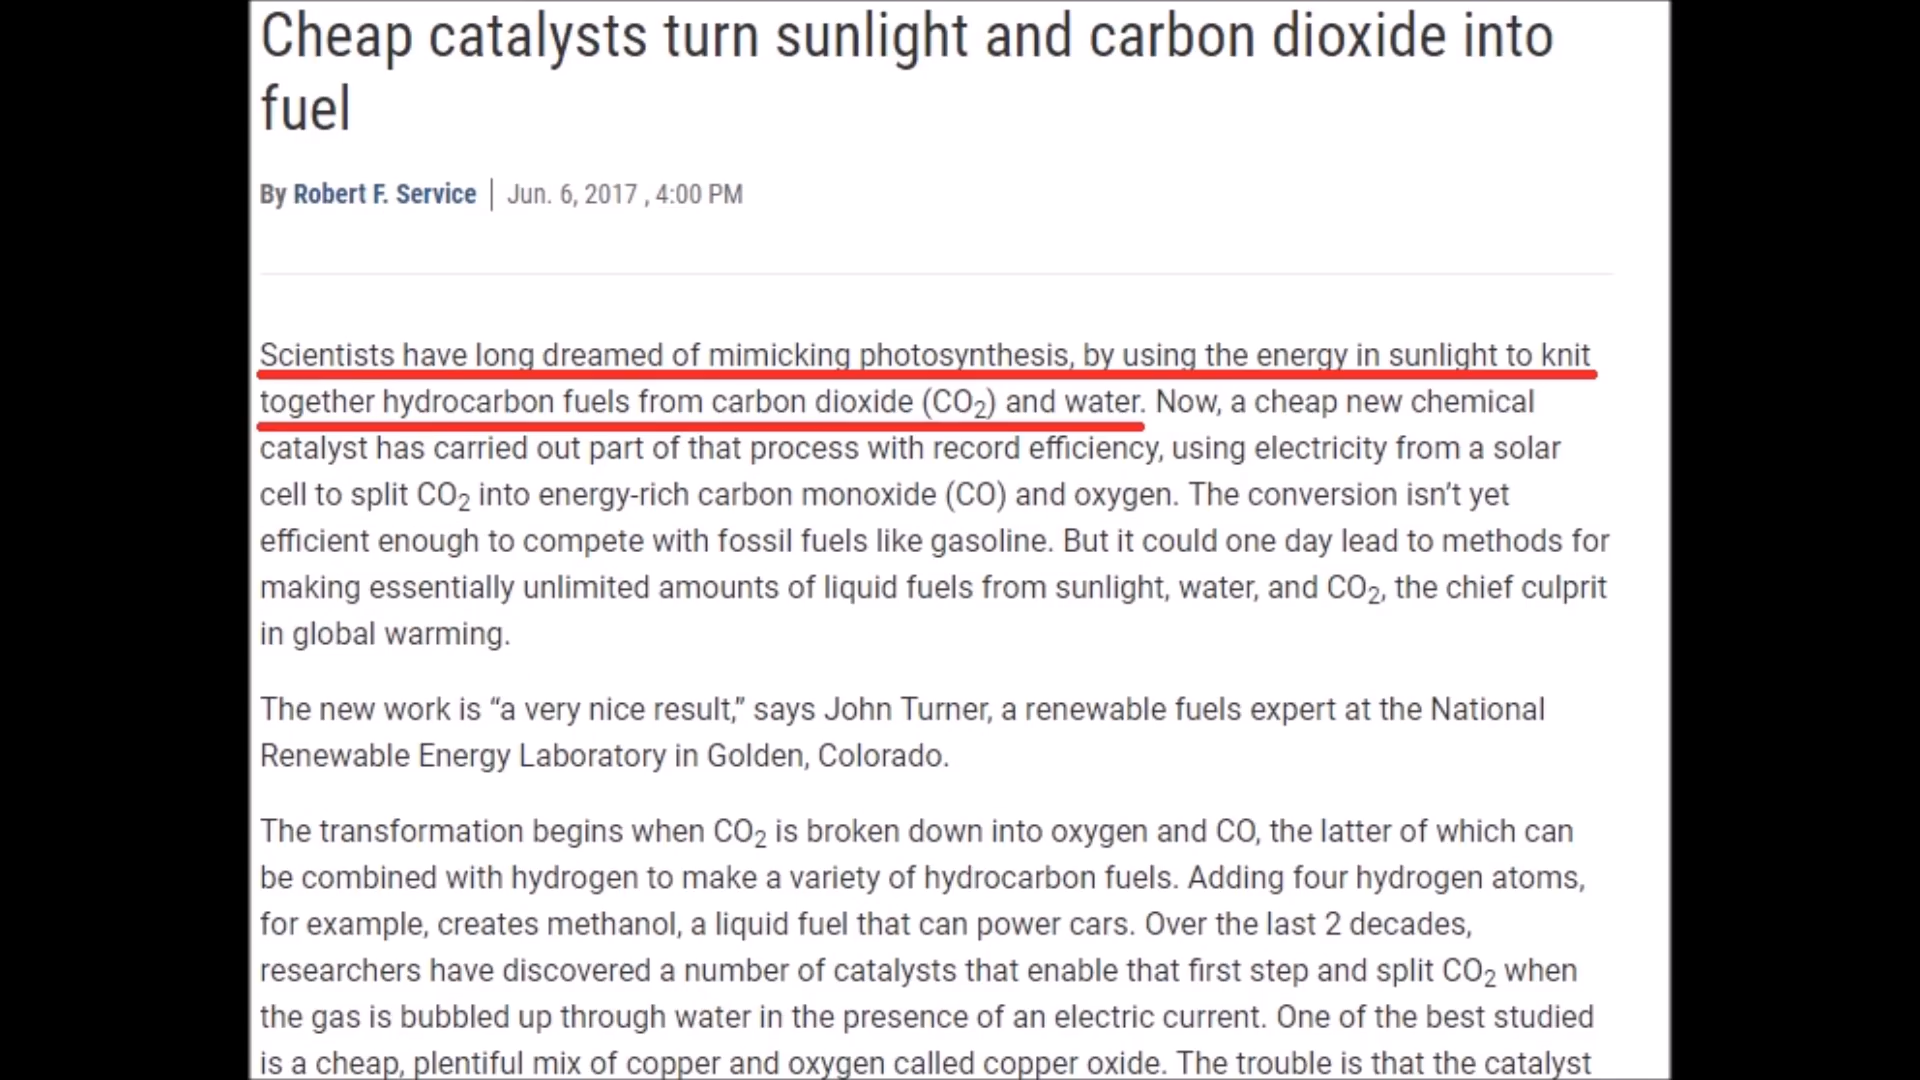 Cheap catalysts turn sunlight and carbon dioxide into
fuel
By Robert F. Service | Jun. 6, 2017 , 4:00 PM
Scientists have long dreamed of mimicking photosynthesis, by using the energy in sunlight to knit
together hydrocarbon fuels from carbon dioxide (CO₂) and water. Now, a cheap new chemical
catalyst has carried out part of that process with record efficiency, using electricity from a solar
cell to split CO₂ into energy-rich carbon monoxide (CO) and oxygen. The conversion isn’t yet
efficient enough to compete with fossil fuels like gasoline. But it could one day lead to methods for
making essentially unlimited amounts of liquid fuels from sunlight, water, and CO₂, the chief culprit
in global warming.
The new work is “a very nice result,” says John Turner, a renewable fuels expert at the National
Renewable Energy Laboratory in Golden, Colorado.
The transformation begins when CO₂ is broken down into oxygen and CO, the latter of which can
be combined with hydrogen to make a variety of hydrocarbon fuels. Adding four hydrogen atoms,
for example, creates methanol, a liquid fuel that can power cars. Over the last 2 decades,
researchers have discovered a number of catalysts that enable that first step and split CO₂ when
the gas is bubbled up through water in the presence of an electric current. One of the best studied
is a cheap, plentiful mix of copper and oxygen called copper oxide. The trouble is that the catalyst